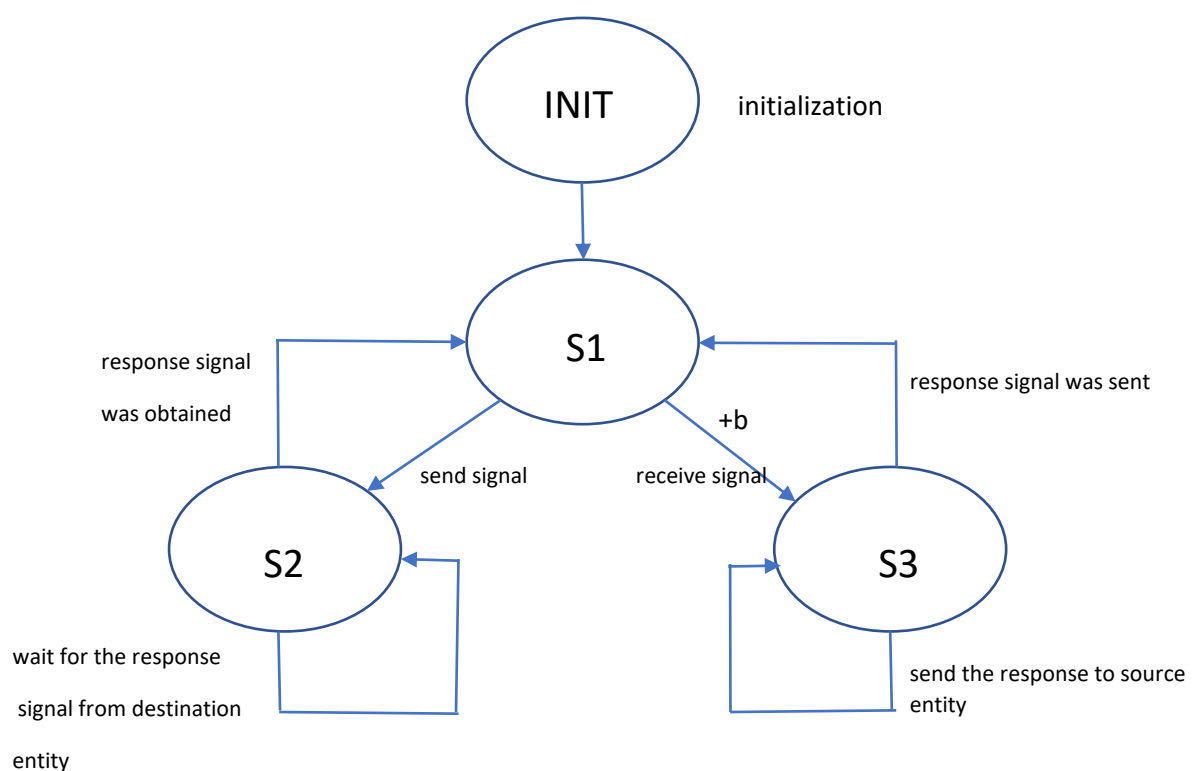 INIT
initialization
S1
response signal
was obtained
+b
response signal was sent
send signal
receive signal
S2
S3
wait for the response
signal from destination
entity
send the response to source
entity